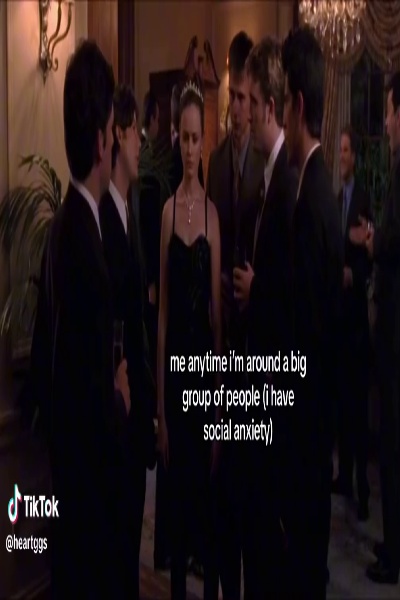 me anytime i'm around a big
group of people (i have
social anxiety)
TikTok
@heartggs